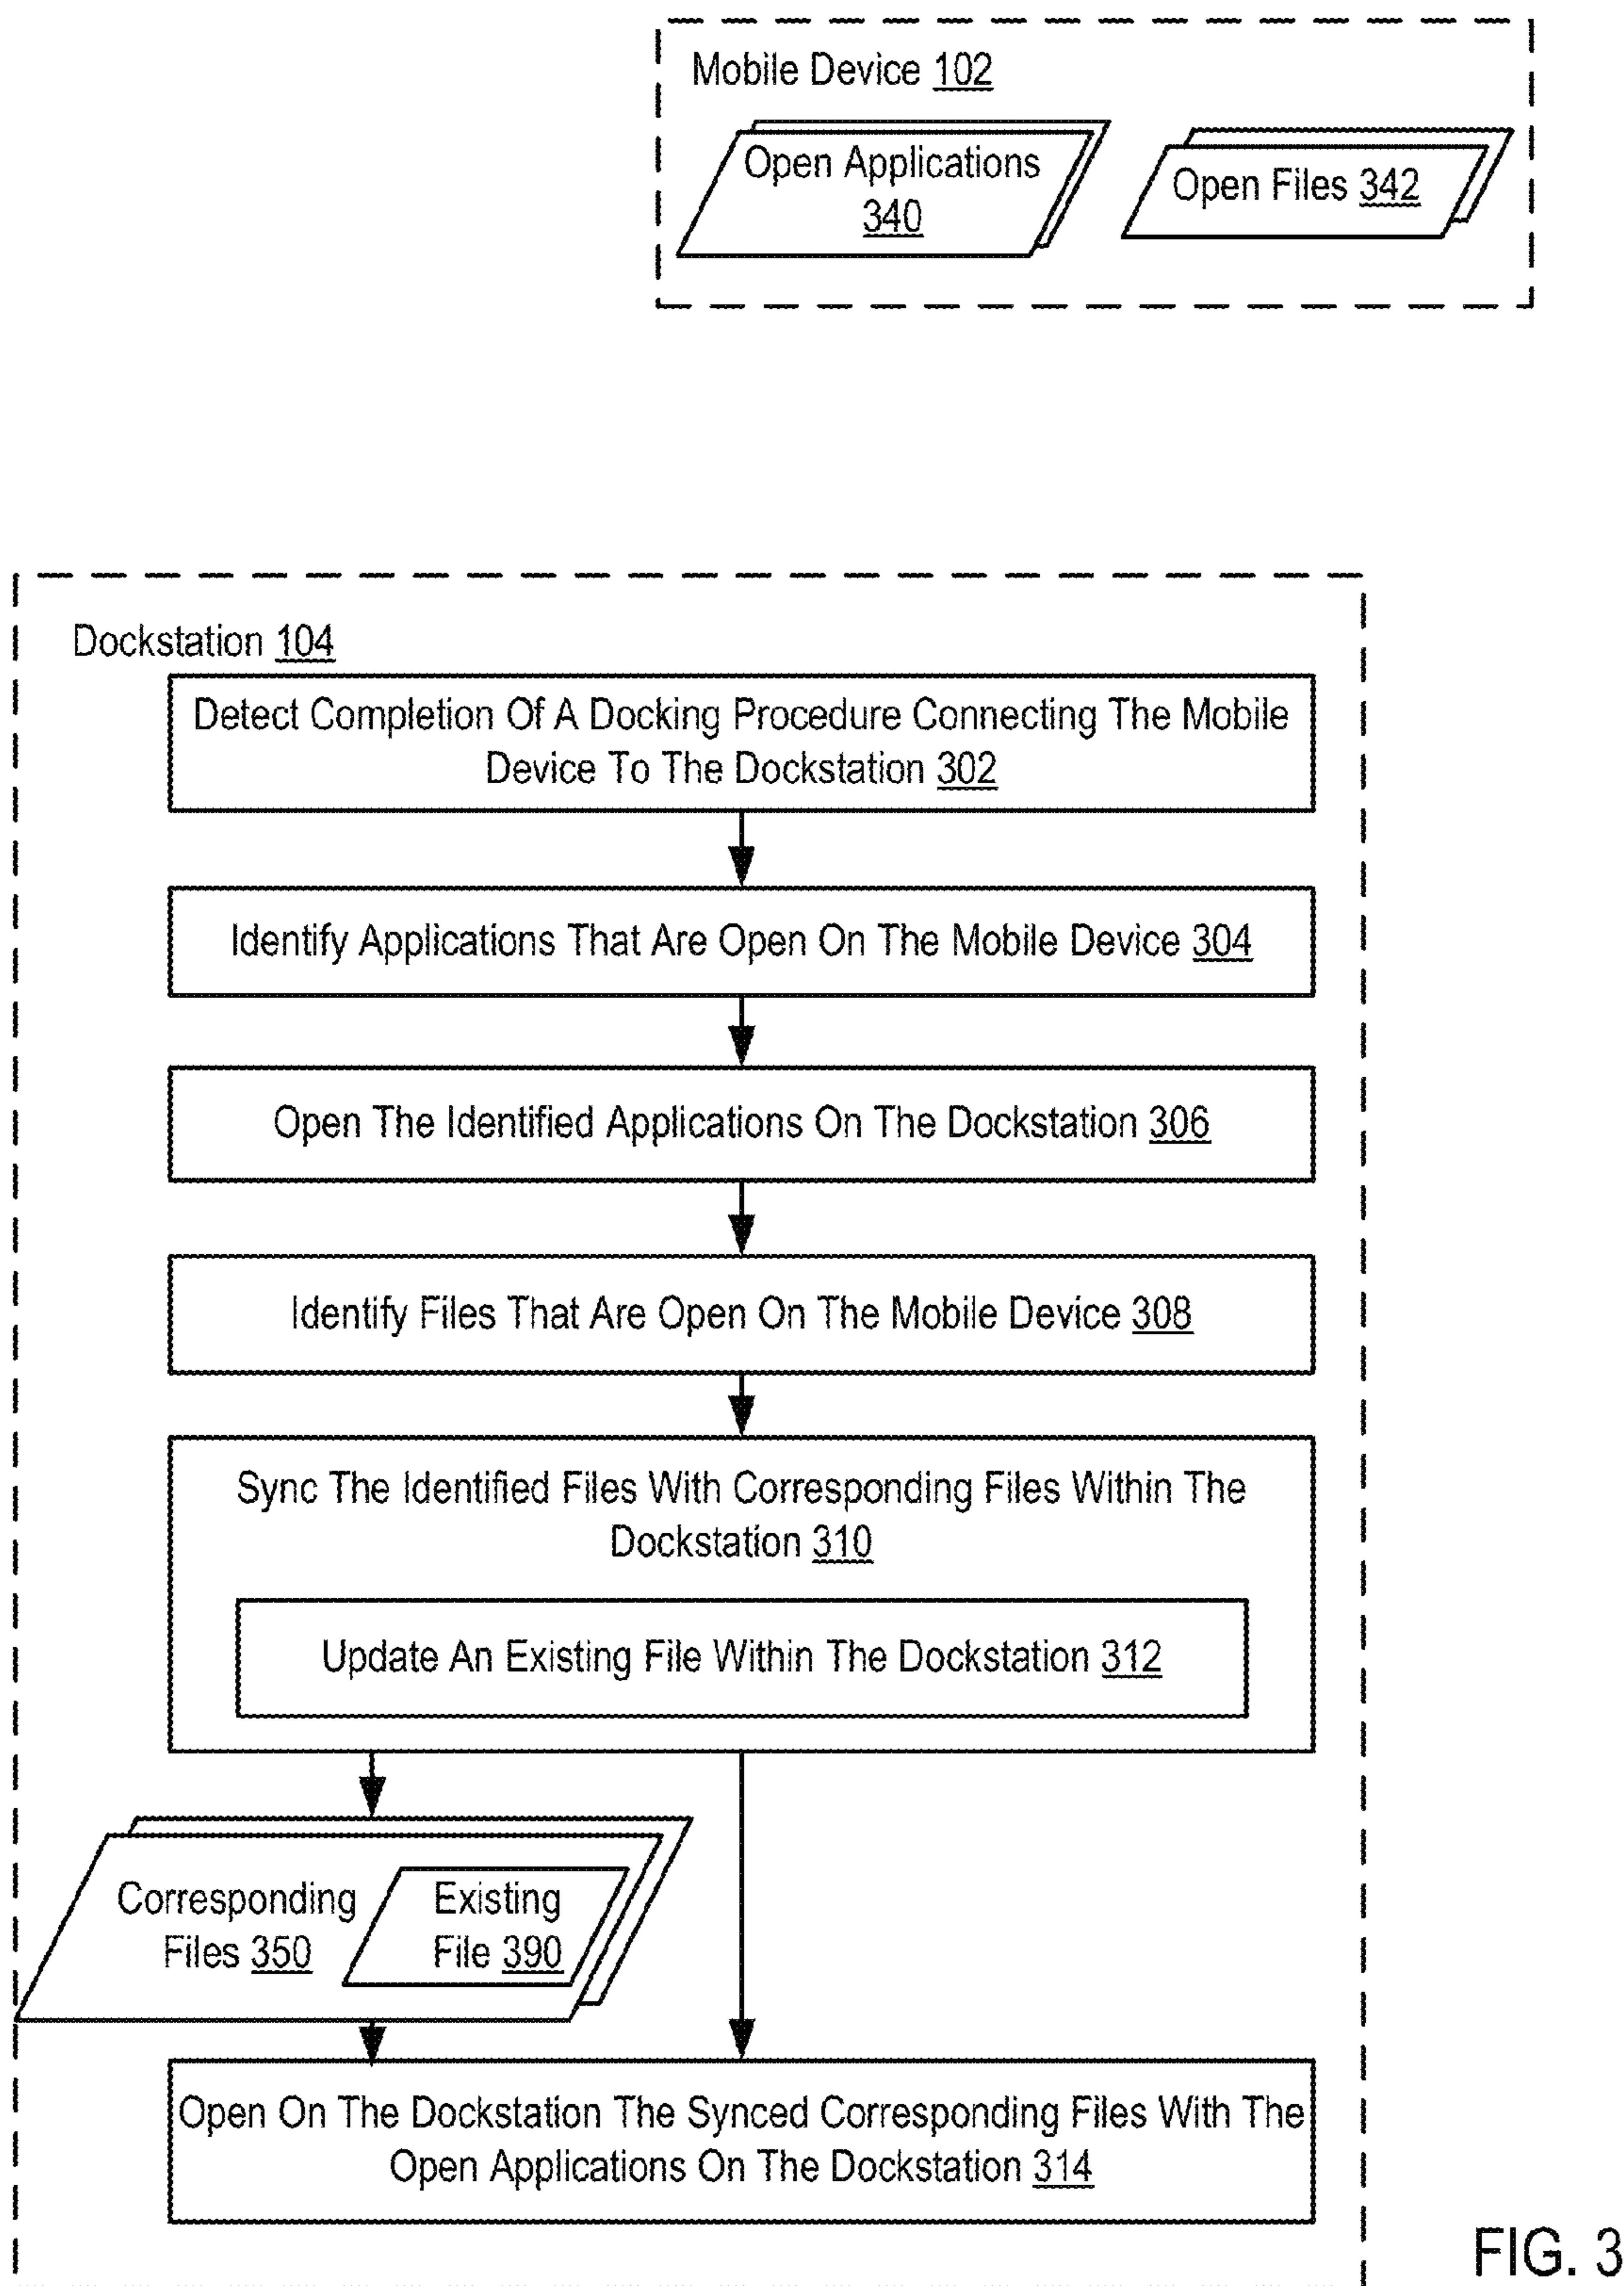 Mobile Device 102
Open Applications
340
Open Files 342
Dockstation 104
Detect Completion Of A Docking Procedure Connecting The Mobile
Device To The Dockstation 302
Identify Applications That Are Open On The Mobile Device 304
Open The Identified Applications On The Dockstation 306
Identify Files That Are Open On The Mobile Device 308
Sync The Identified Files With Corresponding Files Within The
Dockstation 310
Update An Existing File Within The Dockstation 312
Corresponding
Files 350
Existing
File 390
Open On The Dockstation The Synced Corresponding Files With The
Open Applications On The Dockstation 314
FIG. 3